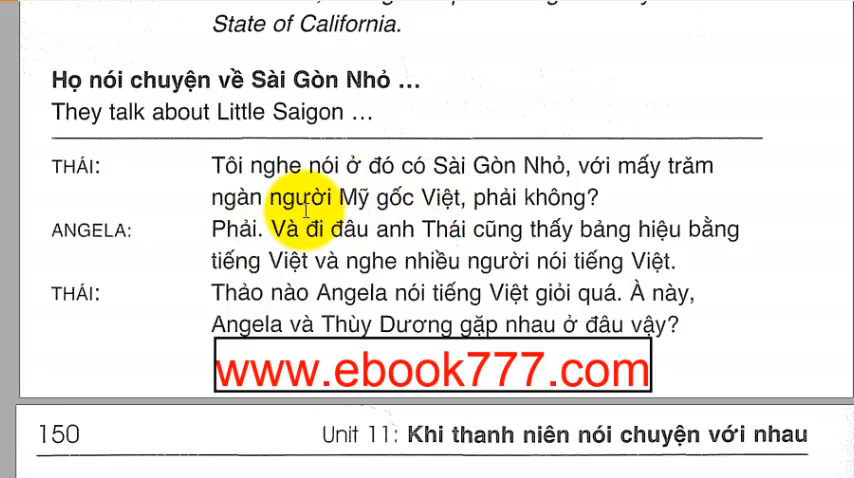 State of California.
Họ nói chuyện về Sài Gòn Nhỏ ...
They talk about Little Saigon ...
THÁI: Tôi nghe nói ở đó có Sài Gòn Nhỏ, với mấy trăm
ngàn người Mỹ gốc Việt, phải không?
ANGELA: Phải. Và đi đâu anh Thái cũng thấy bảng hiệu bằng
tiếng Việt và nghe nhiều người nói tiếng Việt.
THÁI: Thảo nào Angela nói tiếng Việt giỏi quá. À này,
Angela và Thùy Dương gặp nhau ở đâu vậy?
www.ebook777.com
150 Unit 11: Khi thanh niên nói chuyện với nhau